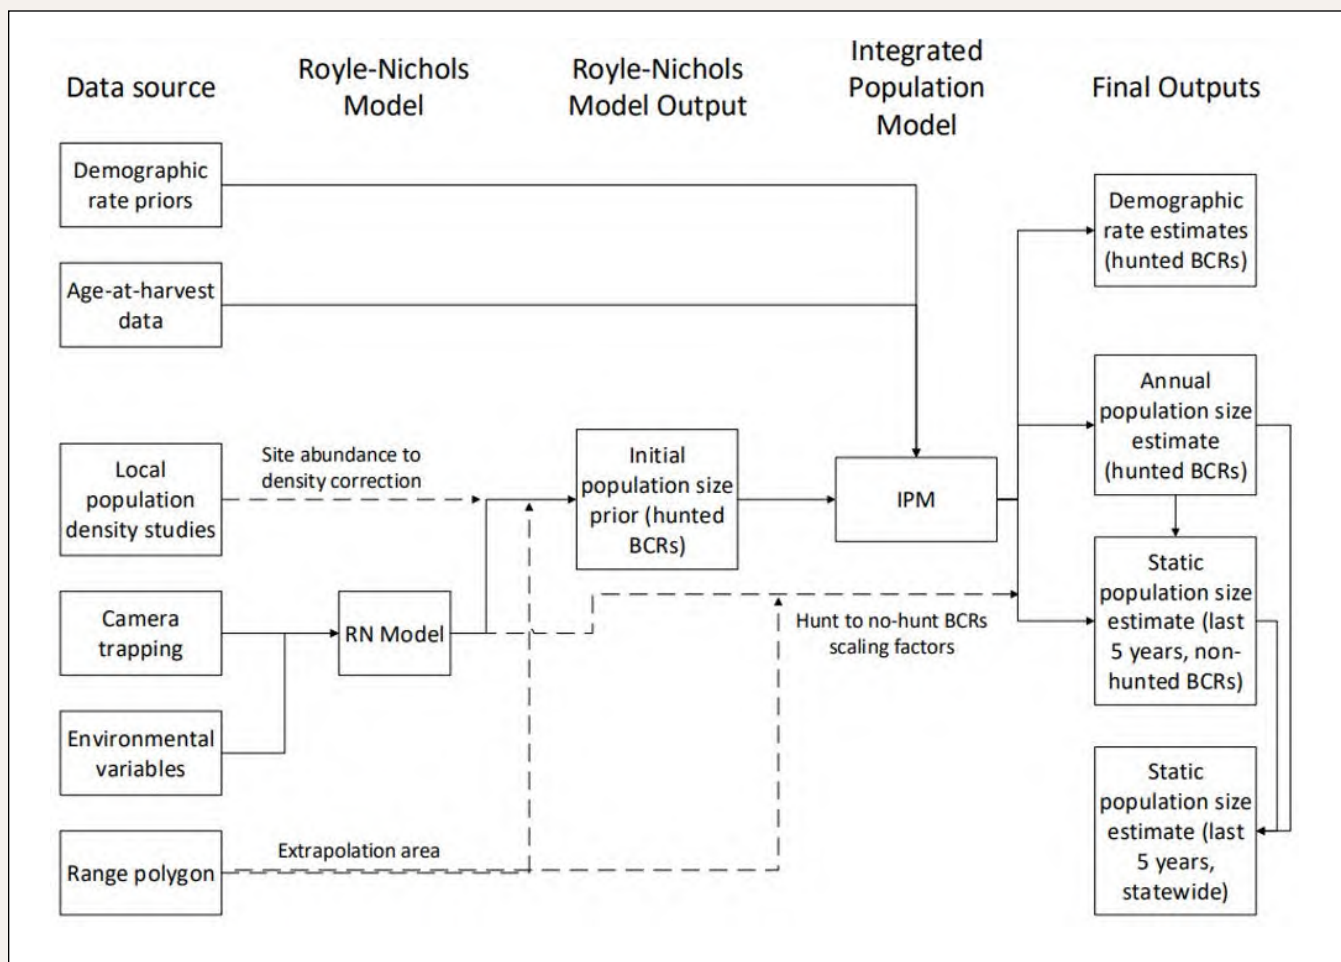 Data source
Royle-Nichols
Model
Royle-Nichols
Model Output
Integrated
Population
Model
Final Outputs
Demographic
rate priors
Age-at-harvest
data
Local
population
density studies
Camera
trapping
Environmental
variables
Range polygon
Site abundance to
density correction
Extrapolation area
RN Model
Initial
population size
prior (hunted
BCRs)
IPM
Hunt to no-hunt BCRs
scaling factors
Demographic
rate estimates
(hunted BCRs)
Annual
population size
estimate
(hunted BCRs)
Static
population size
estimate (last
5 years, non-
hunted BCRs)
Static
population size
estimate (last
5 years,
statewide)